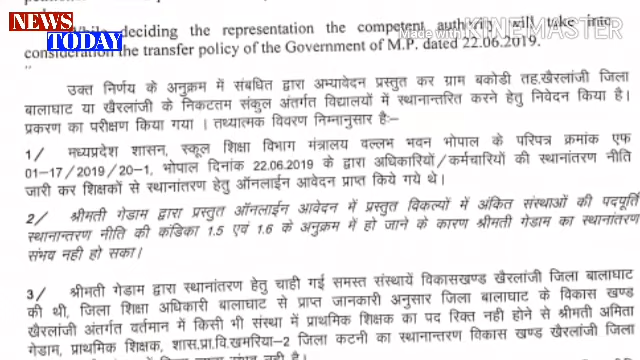 NEWS
TODAY
Made With KINEMASTER
deciding the representation the competent authority will take into
consideration the transfer policy of the Government of M.P. dated 22.06.2019.
"
उक्त निर्णय के अनुक्रम में संबधित द्वारा अभ्यावेदन प्रस्तुत कर ग्राम बकोडी तह.खैरलांजी जिला
बालाघाट या खैरलांजी के निकटतम संकुल अंतर्गत विद्यालयों में स्थानान्तरित करने हेतु निवेदन किया है।
प्रकरण का परीक्षण किया गया । तथ्यात्मक विवरण निम्नानुसार है:–
1/ मध्यप्रदेश शासन, स्कूल शिक्षा विभाग मंत्रालय वल्लभ भवन भोपाल के परिपत्र क्रमांक एफ
01-17/2019/20-1, भोपाल दिनांक 22.06.2019 के द्वारा अधिकारियों/कर्मचारियों की स्थानांतरण नीति
जारी कर शिक्षकों से स्थानंतरण हेतु ऑनलाईन आवेदन प्राप्त किये गये थे।
2/ श्रीमती गेडाम द्वारा प्रस्तुत ऑनलाईन आवेदन में प्रस्तुत विकल्पों में अंकित संस्थाओं की पदपूर्ति
स्थानान्तरण नीति की कंडिका 1.5 एवं 1.6 के अनुक्रम में हो जाने के कारण श्रीमती गेडाम का स्थानंतरण
संभव नही हो सका।
3/ श्रीमती गेडाम द्वारा स्थानंतरण हेतु चाही गई समस्त संस्थायें विकासखण्ड खैरलांजी जिला बालाघाट
की थी, जिला शिक्षा अधिकारी बालाघाट से प्राप्त जानकारी अनुसार जिला बालाघाट के विकास खण्ड
खैरलांजी अंतर्गत वर्तमान में किसी भी संस्था में प्राथमिक शिक्षक का पद रिक्त नही होने से श्रीमती अमिता
गेडाम, प्राथमिक शिक्षक, शास.प्रा.वि.खमरिया-2 जिला कटनी का स्थानंतरण विकास खण्ड खैरलांजी जिला
संभव नही है।